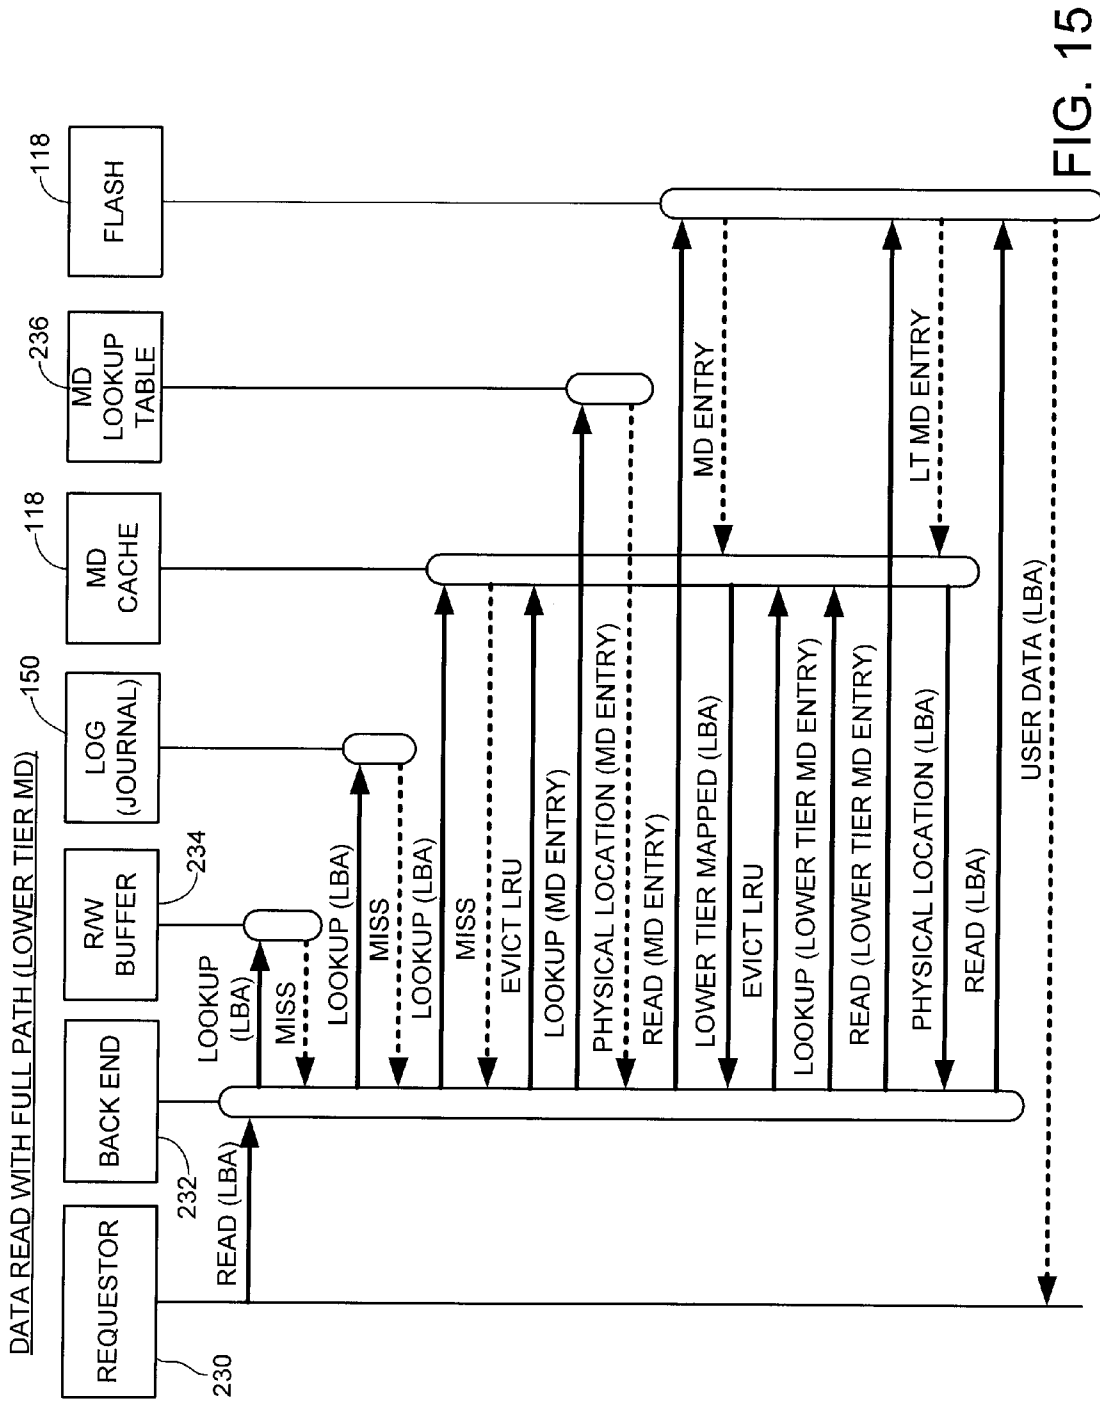 DATA READ WITH FULL PATH (LOWER TIER MD)
REQUESTOR
230
BACK END
232
R/W
BUFFER
234
LOG
(JOURNAL)
150
MD
CACHE
118
MD
LOOKUP
TABLE
236
FLASH
118
READ (LBA)
LOOKUP
(LBA)
MISS
LOOKUP (LBA)
MISS
LOOKUP (LBA)
MISS
EVICT LRU
LOOKUP (MD ENTRY)
PHYSICAL LOCATION (MD ENTRY)
READ (MD ENTRY)
MD ENTRY
LOWER TIER MAPPED (LBA)
EVICT LRU
LOOKUP (LOWER TIER MD ENTRY)
READ (LOWER TIER MD ENTRY)
LT MD ENTRY
PHYSICAL LOCATION (LBA)
READ (LBA)
USER DATA (LBA)
FIG. 15